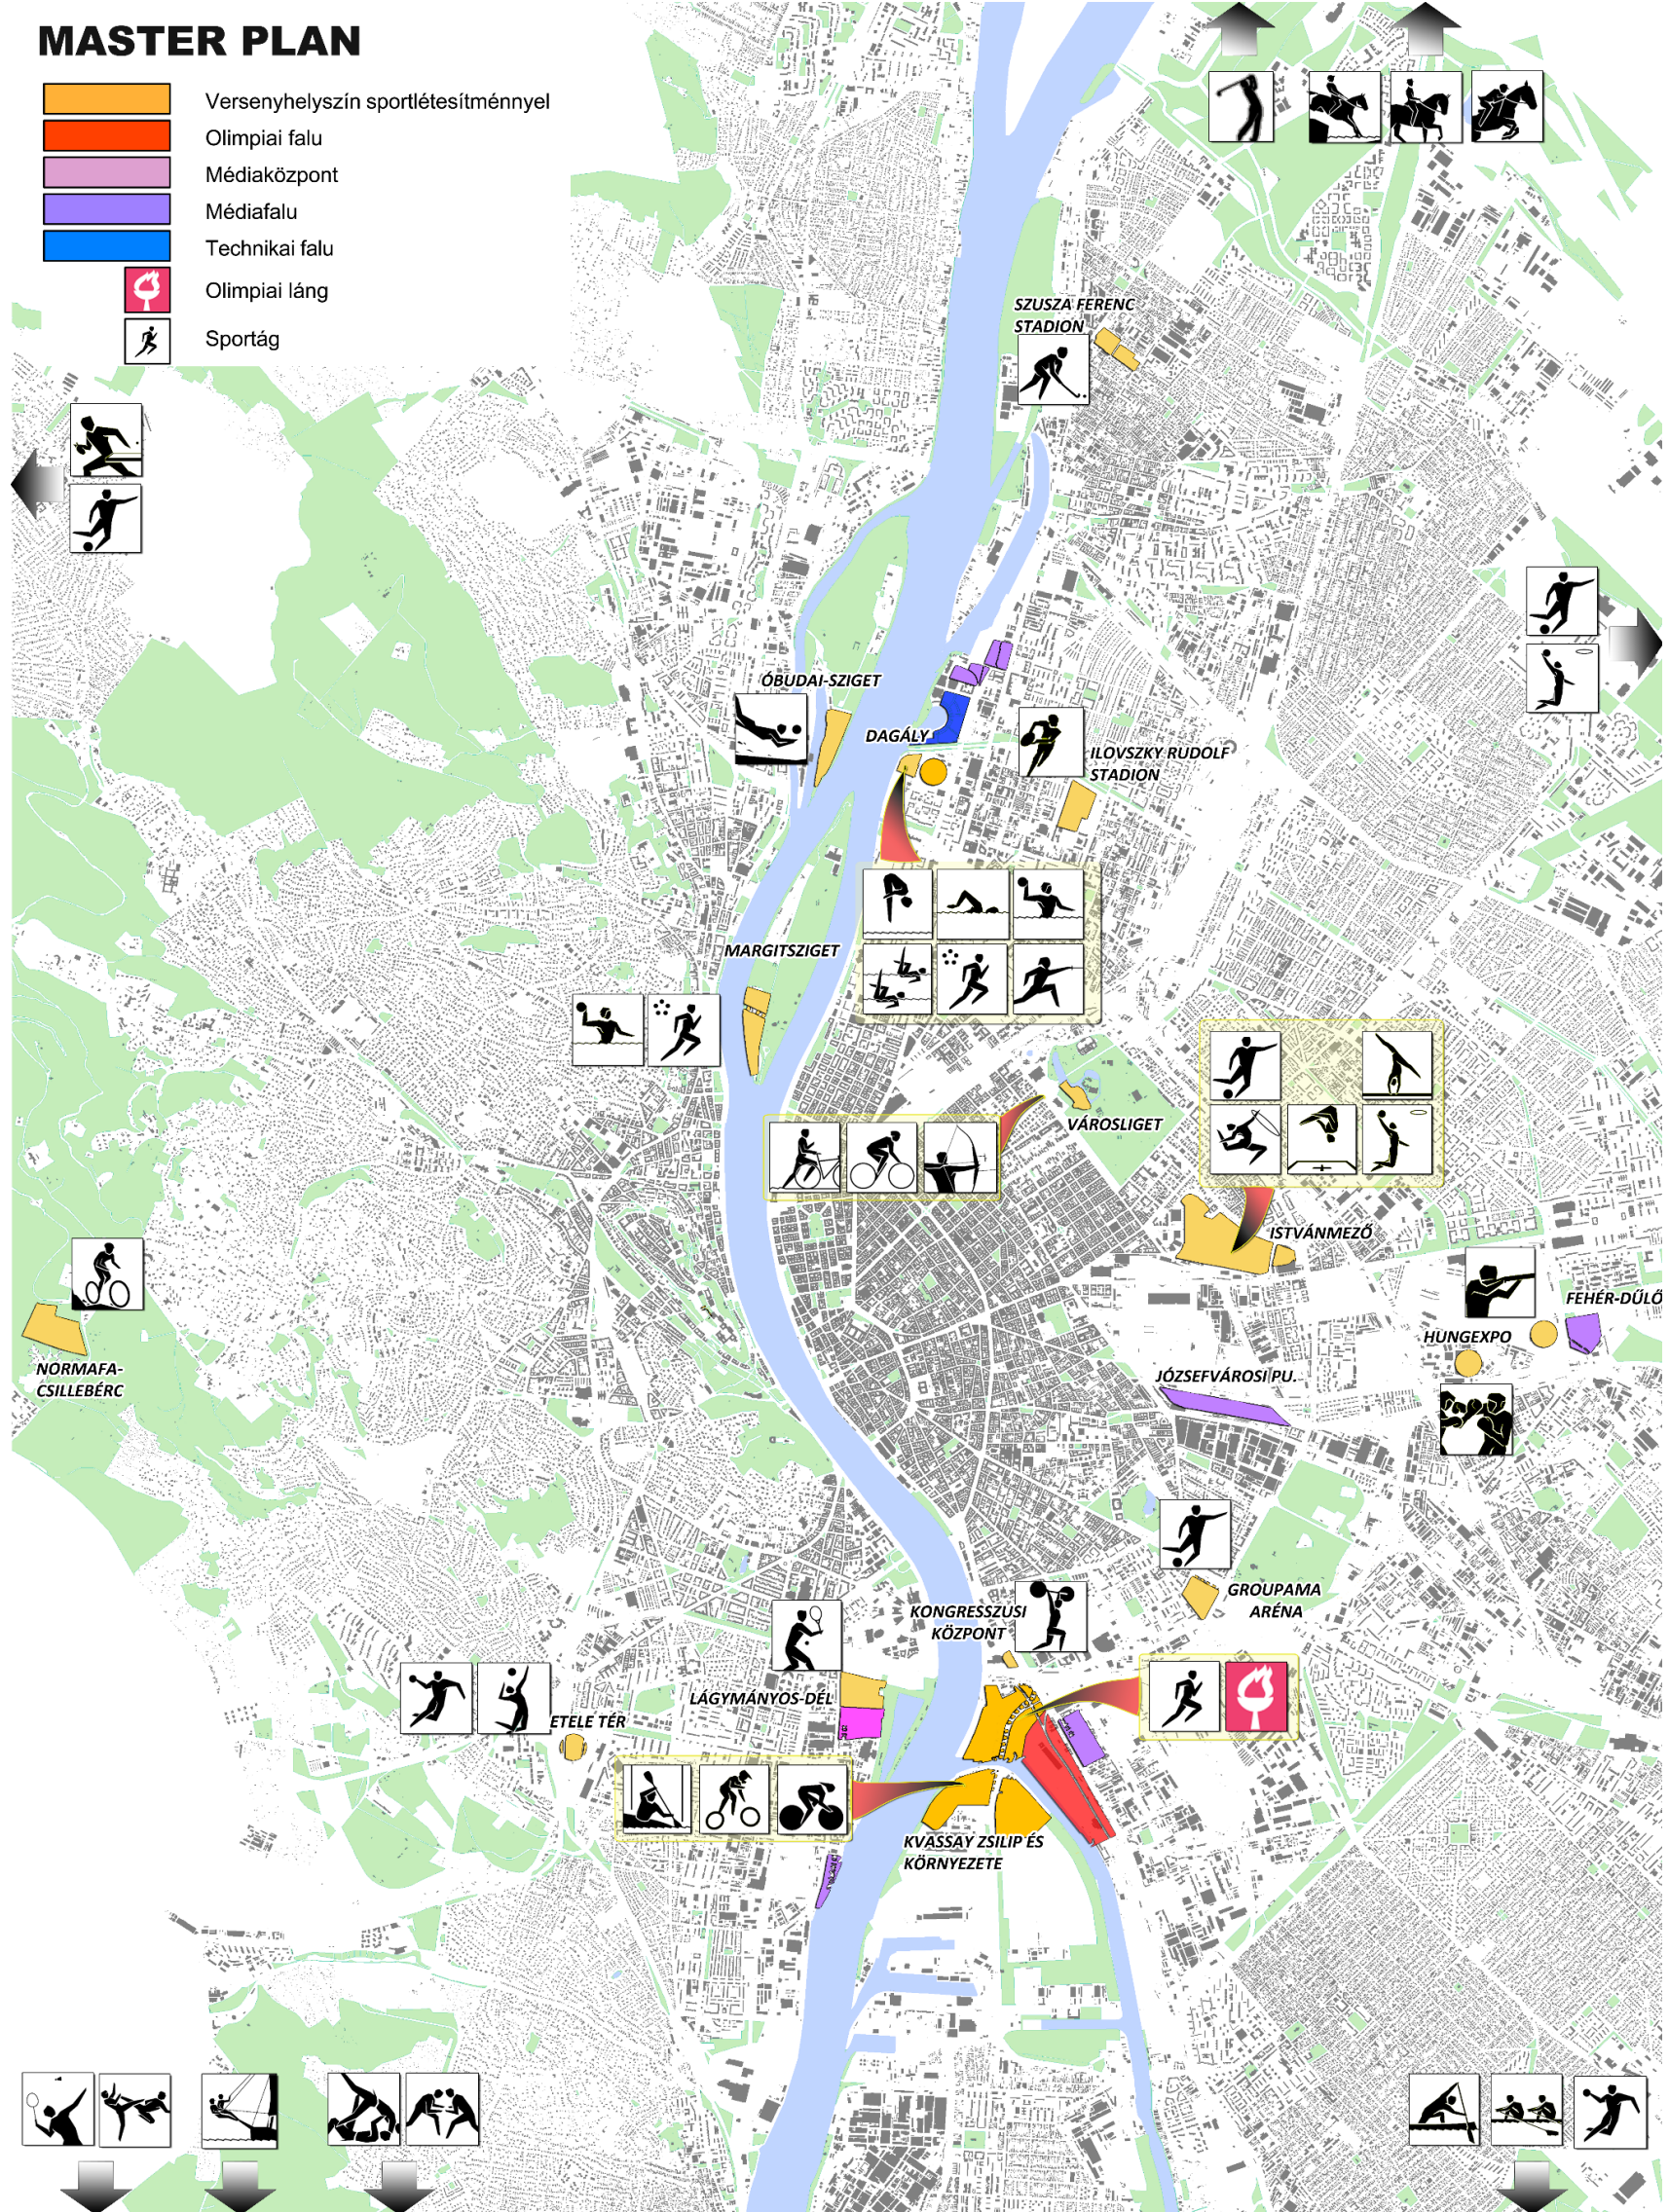 MASTER PLAN
Versenyhelyszín sportlétesítménnyel
Olimpiai falu
Médiaközpont
Médiafalu
Technikai falu
Olimpiai láng
Sportág
SZUSZA FERENC
STADION
ÓBUDAI-SZIGET
DAGÁLY
ILOVSZKY RUDOLF
STADION
MARGITSZIGET
VÁROSLIGET
ISTVÁNMEZŐ
FEHÉR-DŰLŐ
HUNGEXPO
NORMAFA-
CSILLEBÉRC
JÓZSEFVÁROSI PU.
GROUPAMA
ARÉNA
KONGRESSZUSI
KÖZPONT
LÁGYMÁNYOS-DÉL
ETELE TÉR
KVASSAY ZSILIP ÉS
KÖRNYEZETE